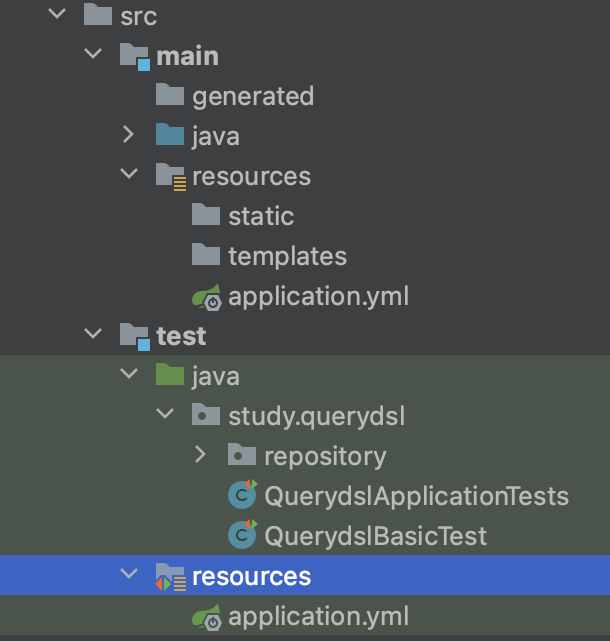 src
main
generated
java
resources
static
templates
application.yml
test
java
study.querydsl
repository
QuerydslApplicationTests
QuerydslBasicTest
resources
application.yml